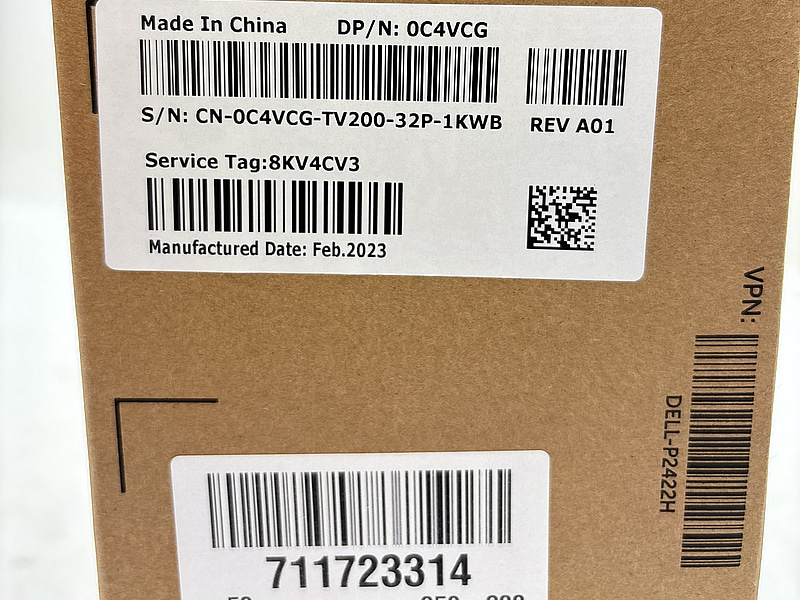 Made In China DP/N: 0C4VCG
S/N: CN-0C4VCG-TV200-32P-1KWB REV A01
Service Tag:8KV4CV3
Manufactured Date: Feb.2023
VPN:
DELL-P2422H
711723314